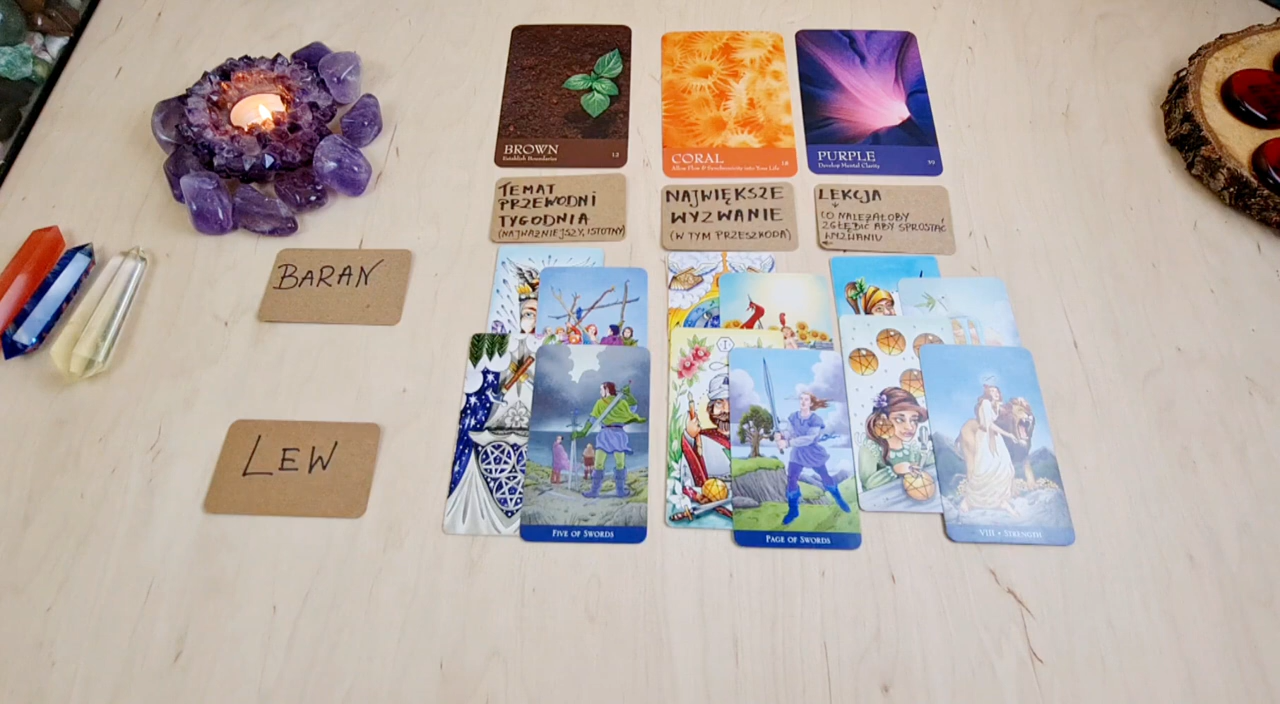 BROWN
Establish Boundaries
12
CORAL
Allow Flow & Synchronicity into Your Life
18
PURPLE
Develop Mental Clarity
TEMAT
PRZEWODNI
TYGODNIA
(NAJWAŻNIEJSZY, ISTOTNY)
NAJWIĘKSZE
WYZWANIE
(W TYM PRZESZKODA)
LEKCJA
CO NALEŻAŁOBY
ZGŁĘBIĆ ABY SPROSTAĆ
WYZWANIU
BARAN
LEW
I
FIVE OF SWORDS
PAGE OF SWORDS
VIII • STRENGTH